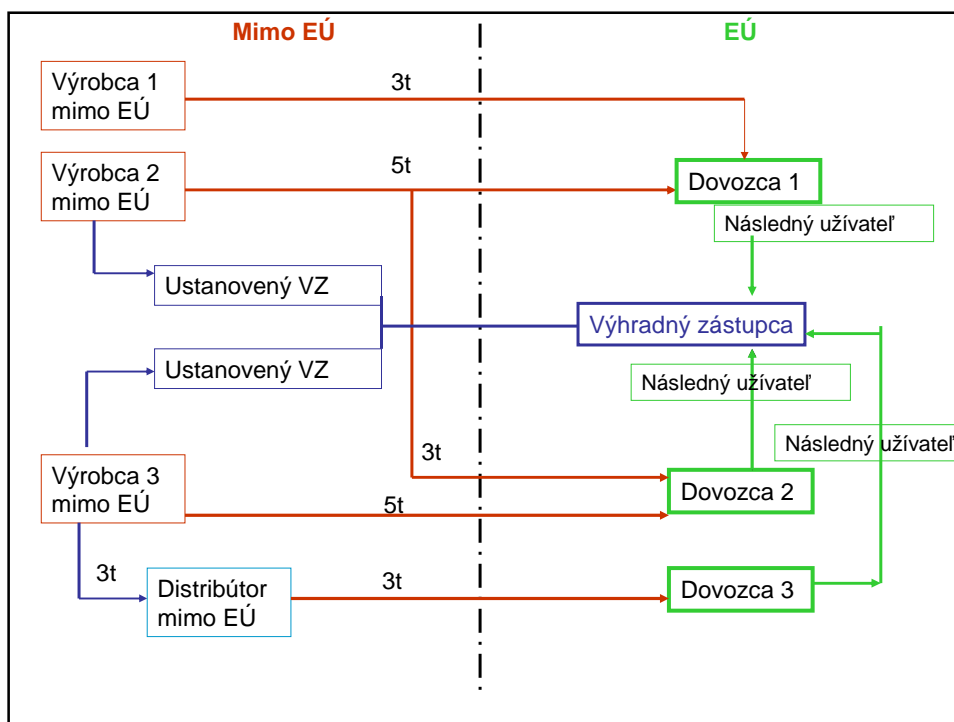 Mimo EÚ
EÚ
Výrobca 1
mimo EÚ
3t
Výrobca 2
mimo EÚ
5t
Dovozca 1
Následný užívateľ
Ustanovený VZ
Výhradný zástupca
Ustanovený VZ
Následný užívateľ
Následný užívateľ
3t
Výrobca 3
mimo EÚ
5t
Dovozca 2
3t
Distribútor
mimo EÚ
3t
Dovozca 3